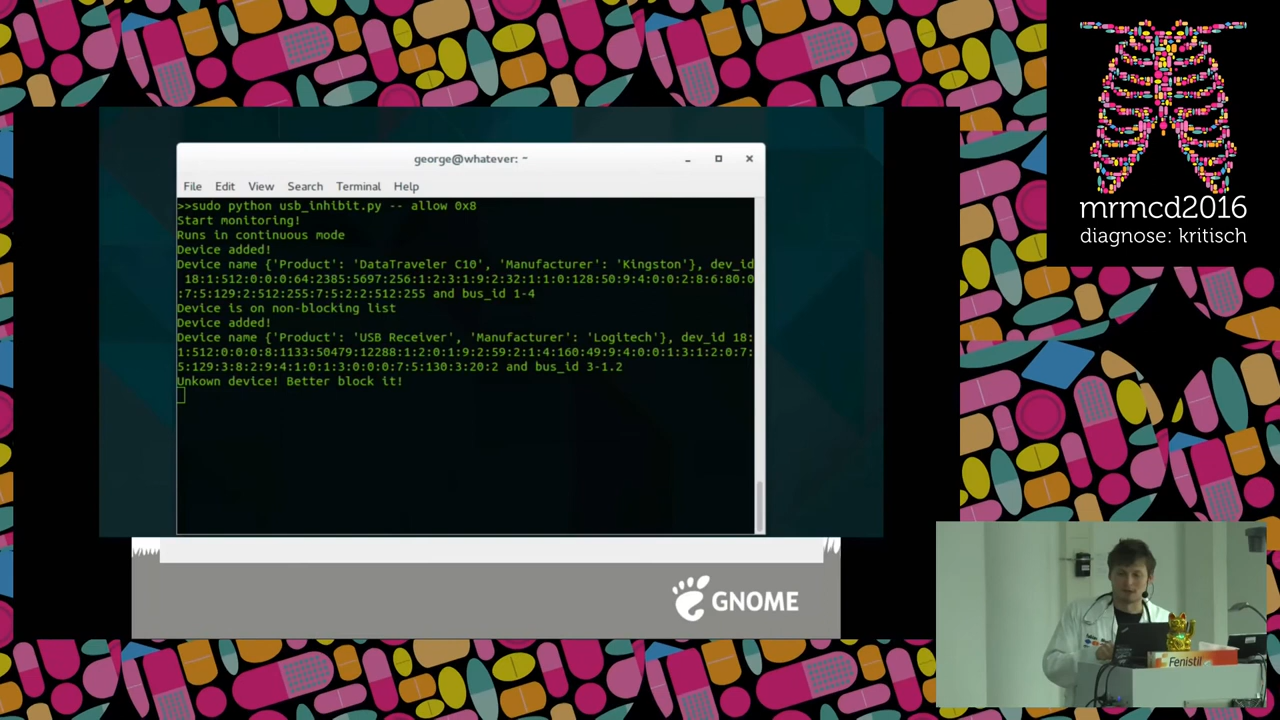 mrmcd2016
diagnose: kritisch
george@whatever: ~
File Edit View Search Terminal Help
>>sudo python usb_inhibit.py -- allow 0x8
Start monitoring!
Runs in continuous mode
Device added!
Device name {'Product': 'DataTraveler C10', 'Manufacturer': 'Kingston'}, dev_id
18:1:512:0:0:0:64:2385:5697:256:1:2:3:1:9:2:32:1:1:0:128:50:9:4:0:0:2:8:6:80:0
:7:5:129:2:512:255:7:5:2:2:512:255 and bus_id 1-4
Device is on non-blocking list
Device added!
Device name {'Product': 'USB Receiver', 'Manufacturer': 'Logitech'}, dev_id 18:
1:512:0:0:0:8:1133:50479:12288:1:2:0:1:9:2:59:2:1:4:160:49:9:4:0:0:1:3:1:2:0:7:
5:129:3:8:2:9:4:1:0:1:3:0:0:0:7:5:130:3:20:2 and bus_id 3-1.2
Unkown device! Better block it!
GNOME
Fenistil